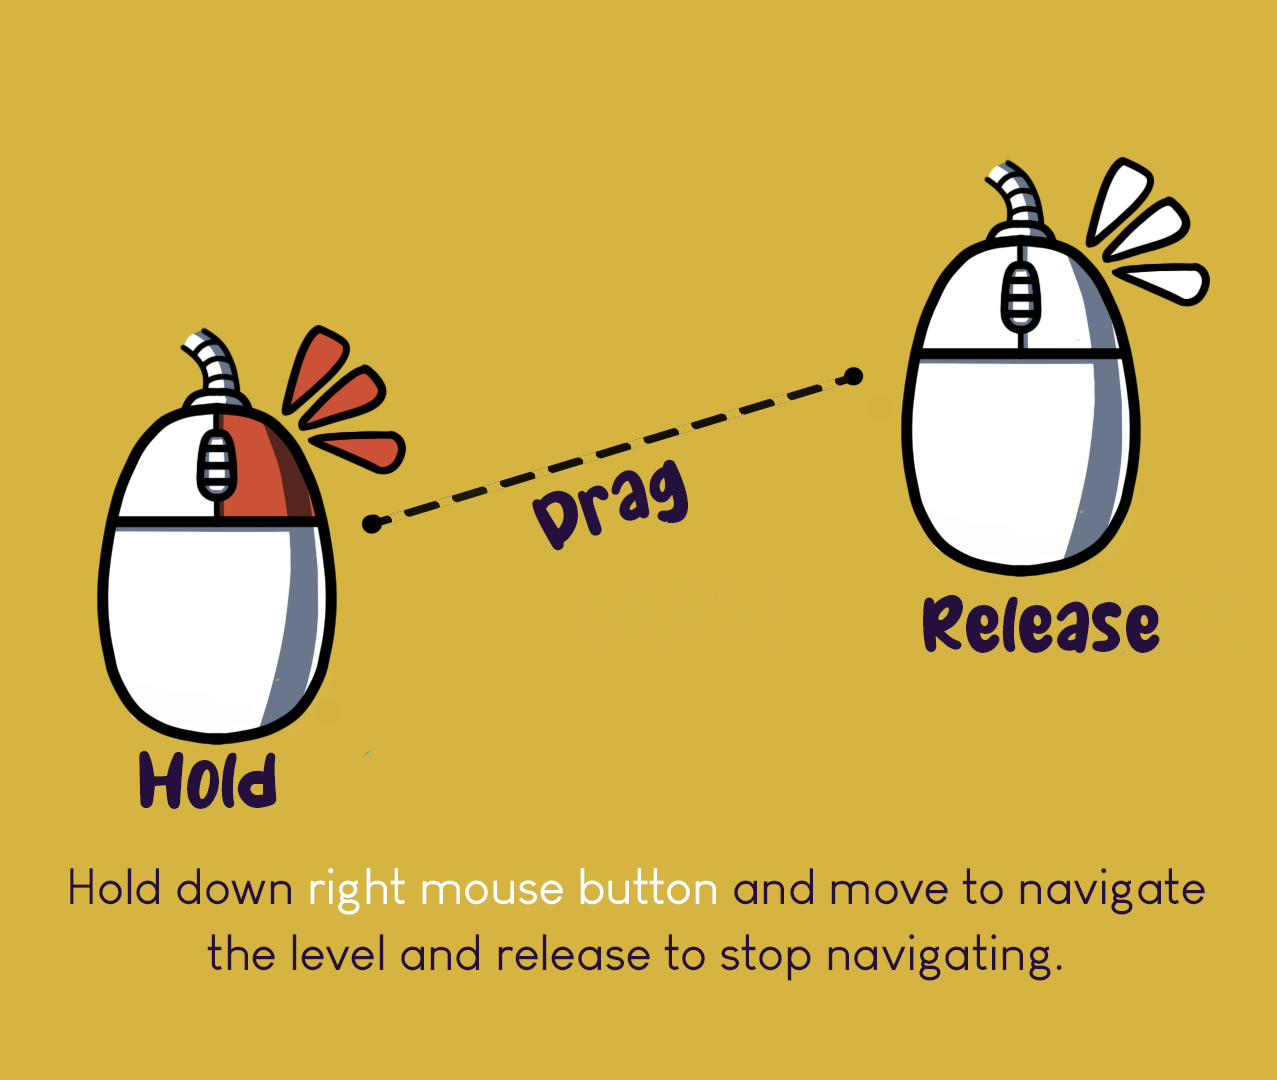 Drag
Release
Hold
Hold down right mouse button and move to navigate
the level and release to stop navigating.